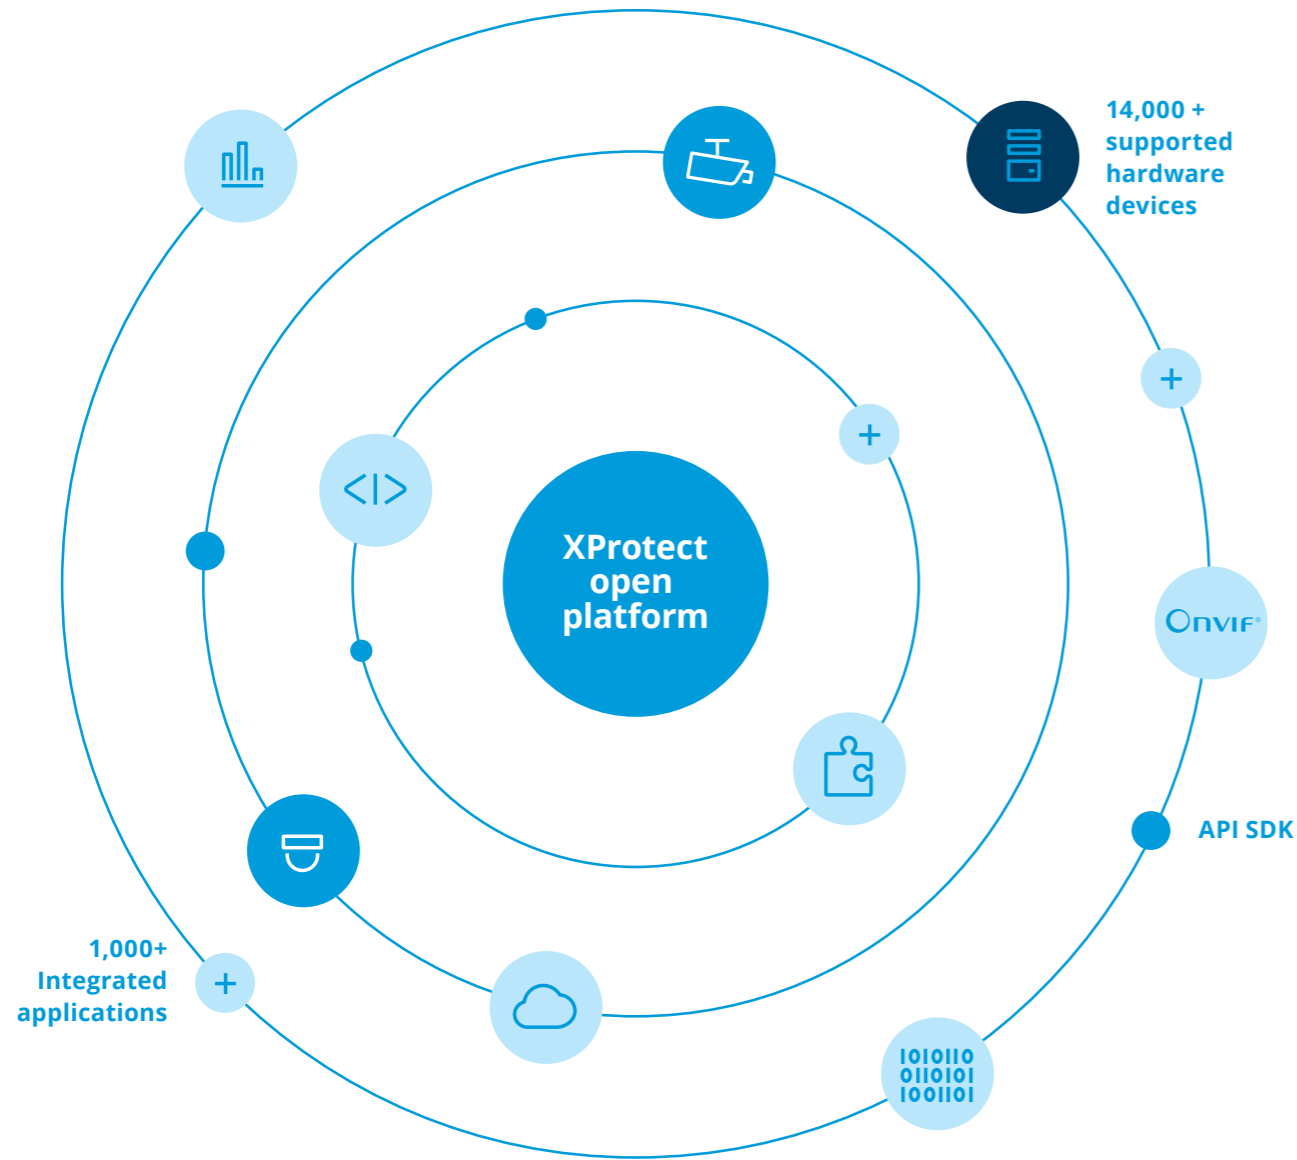 14,000 +
supported
hardware
devices
+
+
</|>
XProtect
open
platform
ONVIF®
API SDK
1,000+
Integrated
applications
+
1010110
0110101
1001101